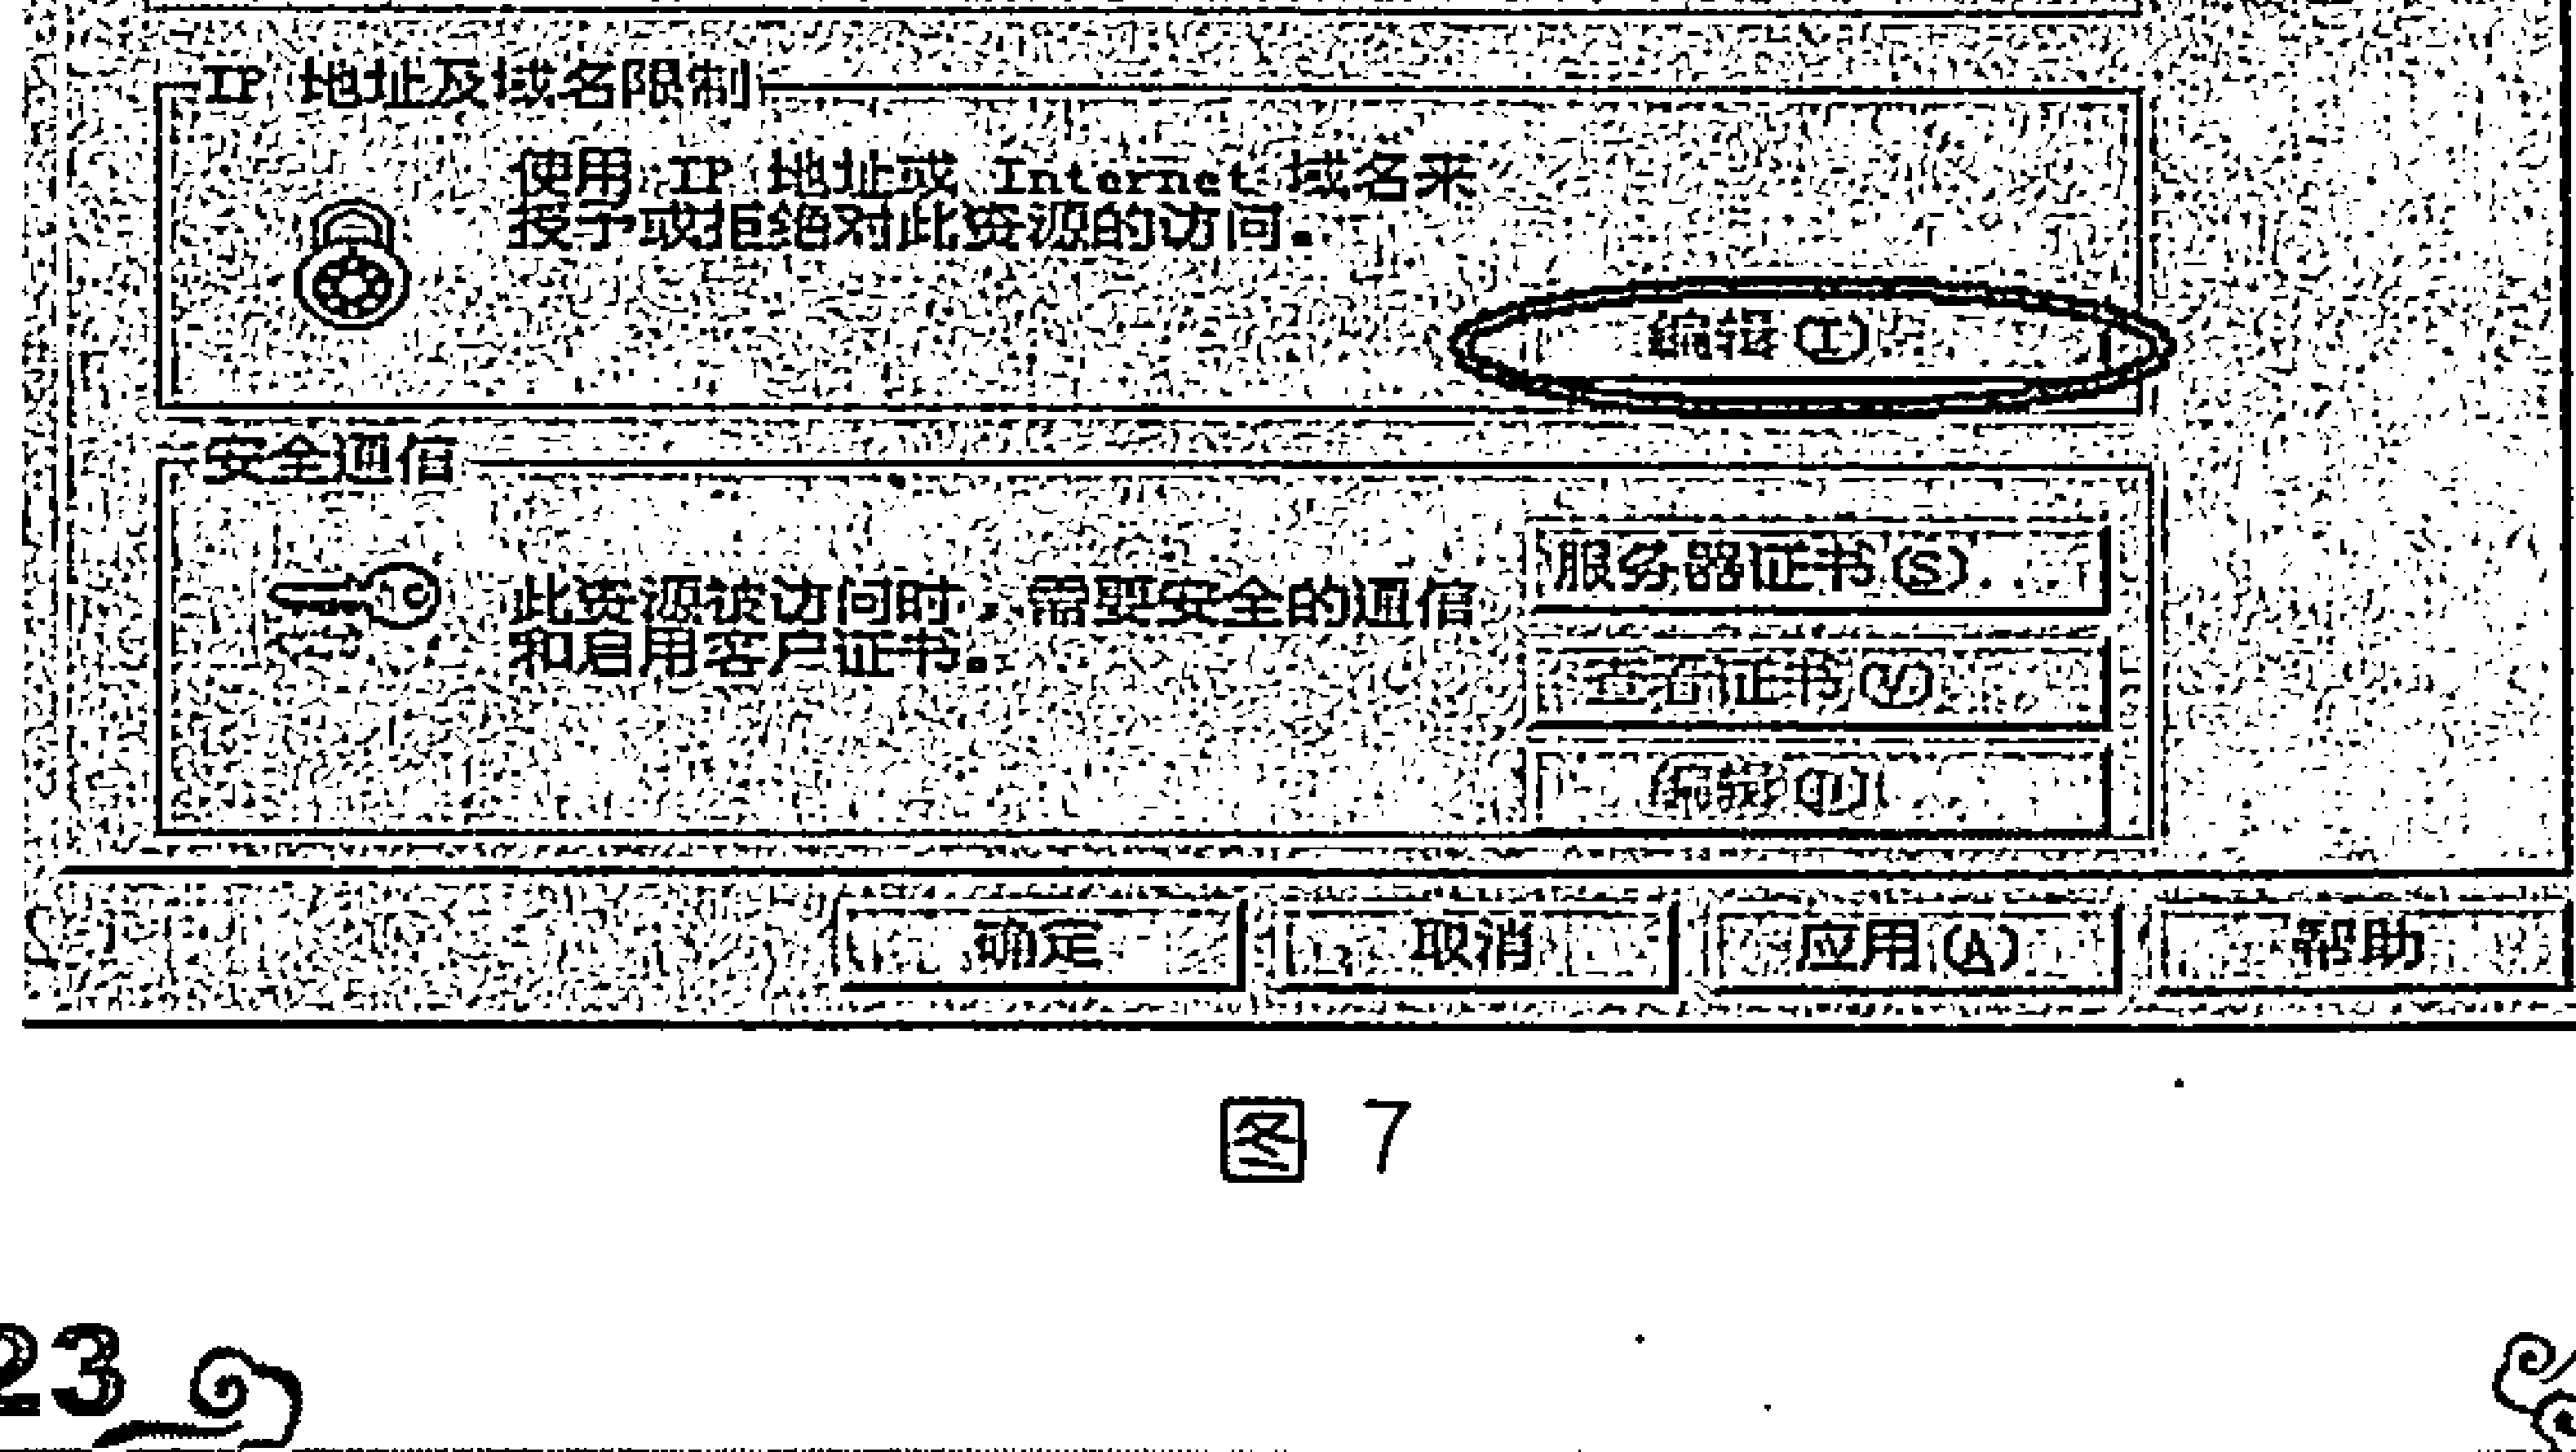 IP 地址及域名限制
使用 IP 地址或 Internet 域名来
授予或拒绝对此资源的访问。
编辑(I)
安全通信
服务器证书(S)...
此资源被访问时，需要安全的通信
和启用客户证书。
查看证书(V)...
编辑(D)
确定 取消 应用(A) 帮助
图 7
23